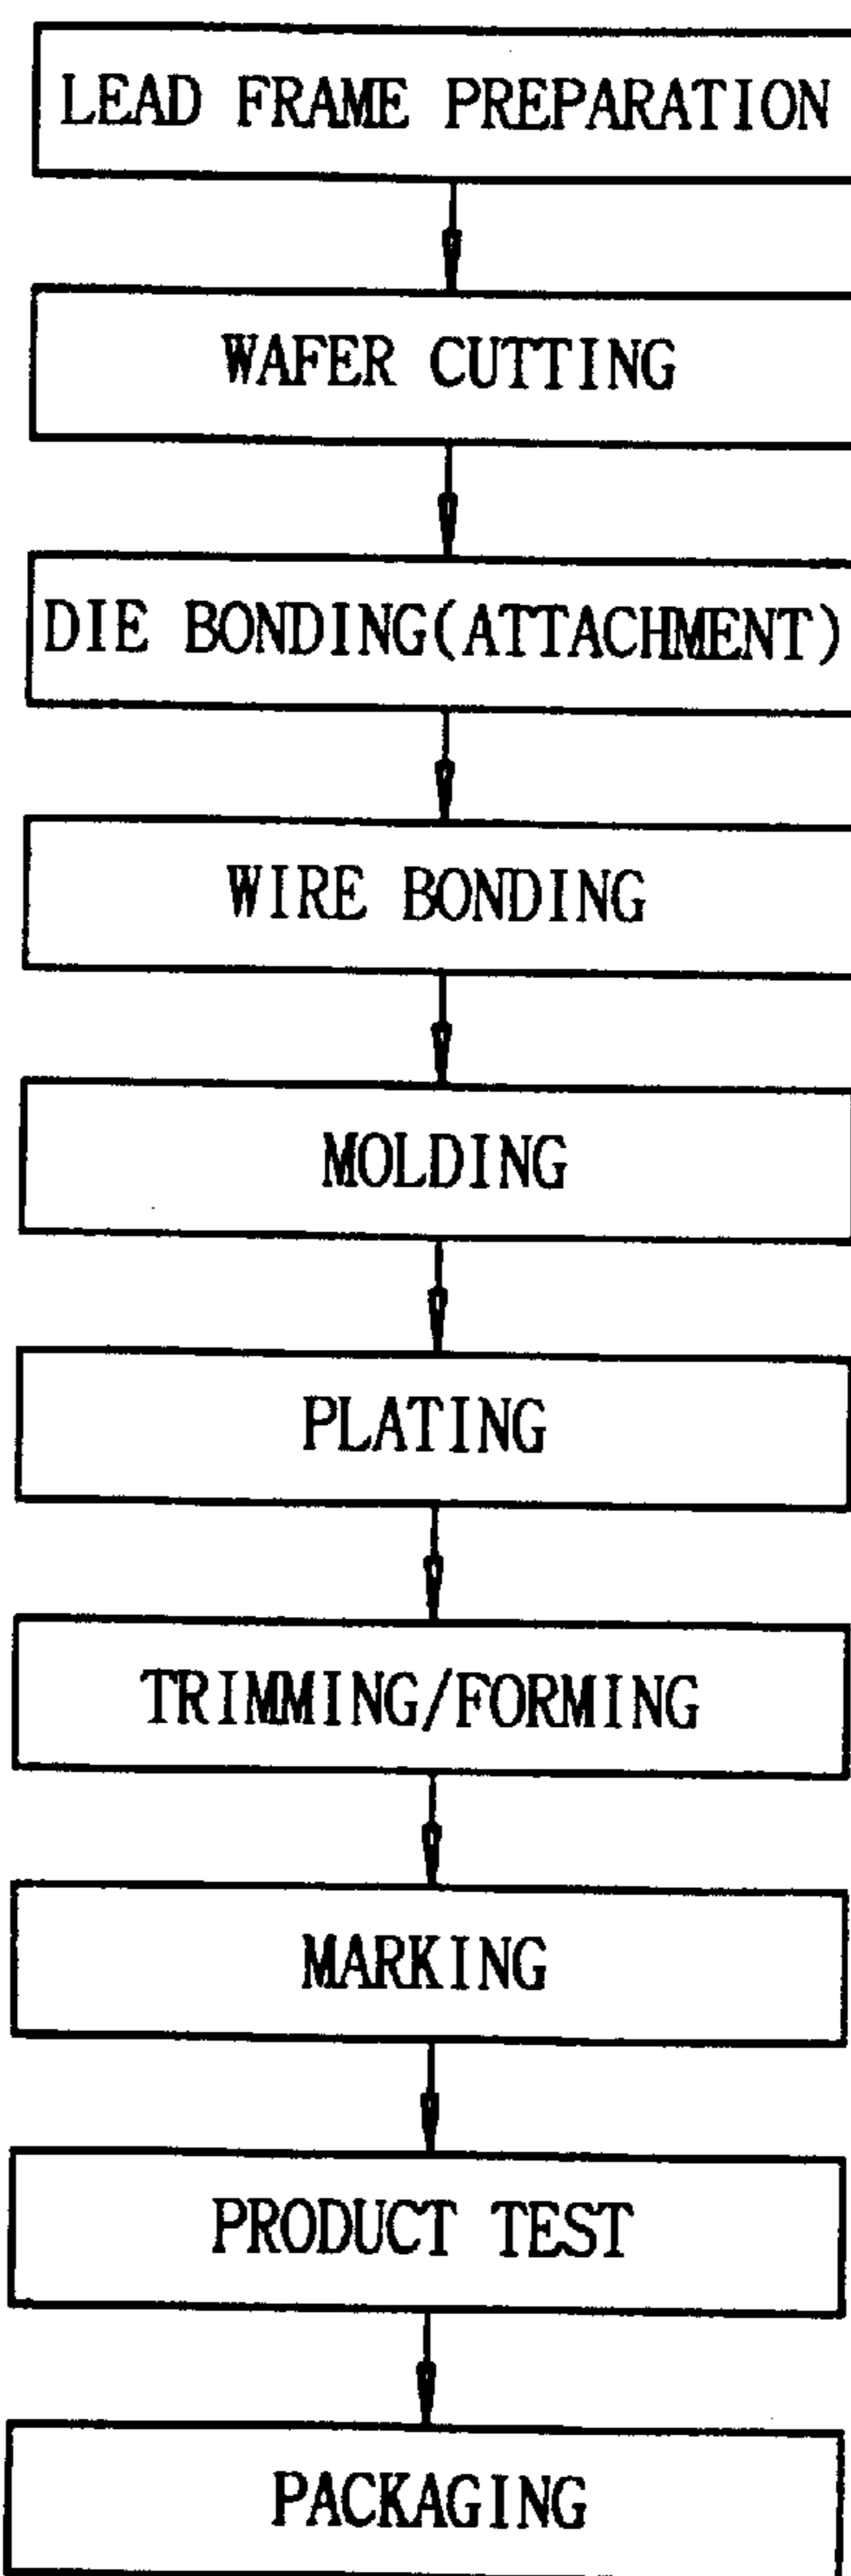 LEAD FRAME PREPARATION
WAFER CUTTING
DIE BONDING(ATTACHMENT)
WIRE BONDING
MOLDING
PLATING
TRIMMING/FORMING
MARKING
PRODUCT TEST
PACKAGING